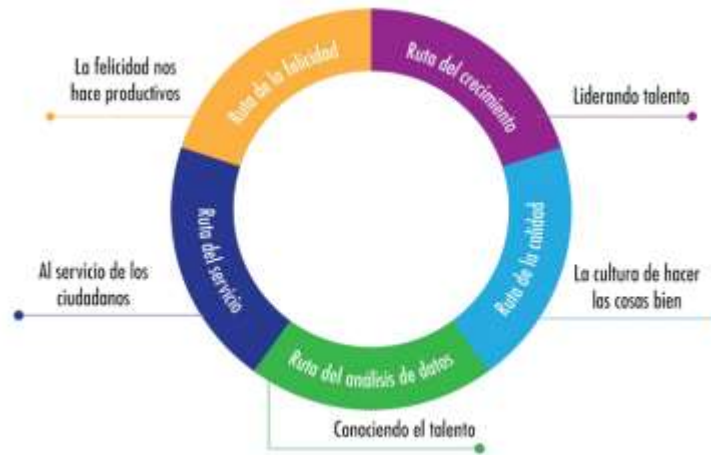 Ruta de la felicidad
Ruta del crecimiento
La felicidad nos
hace productivos
Liderando talento
Ruta del servicio
Ruta de la calidad
Al servicio de los
ciudadanos
La cultura de hacer
las cosas bien
Ruta del análisis de datos
Conociendo el talento